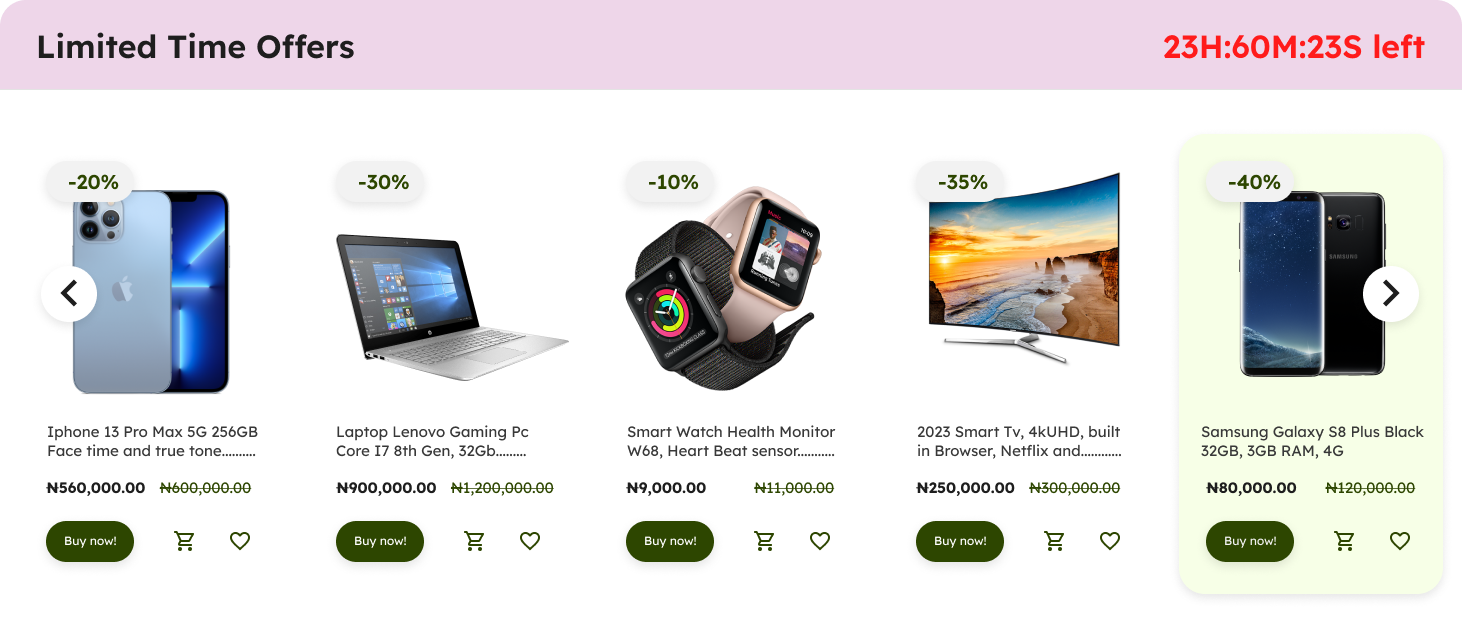 Limited Time Offers
23H:60M:23S left
-20%
-30%
-10%
-35%
-40%
Music
10:09
SAMSUNG
Iphone 13 Pro Max 5G 256GB
Face time and true tone..........
₦560,000.00 ₦600,000.00
Buy now!
Laptop Lenovo Gaming Pc
Core I7 8th Gen, 32Gb.........
₦900,000.00 ₦1,200,000.00
Buy now!
Smart Watch Health Monitor
W68, Heart Beat sensor...........
₦9,000.00 ₦11,000.00
Buy now!
2023 Smart Tv, 4kUHD, built
in Browser, Netflix and............
₦250,000.00 ₦300,000.00
Buy now!
Samsung Galaxy S8 Plus Black
32GB, 3GB RAM, 4G
₦80,000.00 ₦120,000.00
Buy now!